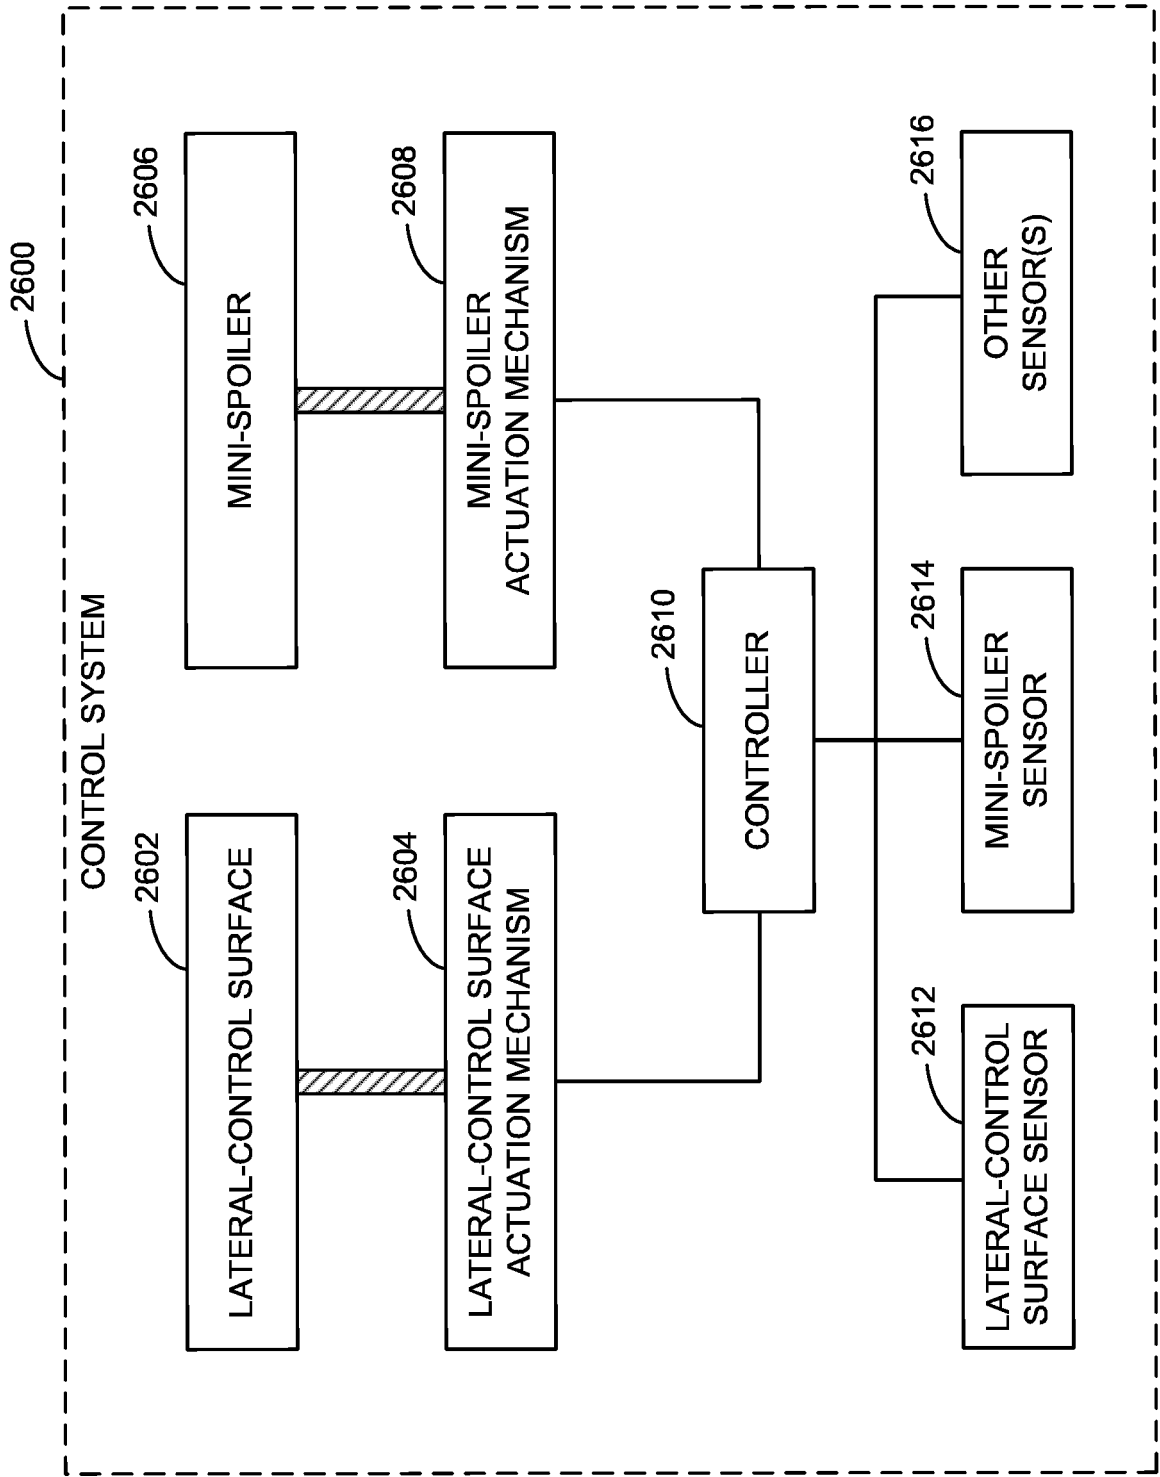 2600
CONTROL SYSTEM
2602
LATERAL-CONTROL SURFACE
2606
MINI-SPOILER
2604
LATERAL-CONTROL SURFACE
ACTUATION MECHANISM
2608
MINI-SPOILER
ACTUATION MECHANISM
2610
CONTROLLER
2612
LATERAL-CONTROL
SURFACE SENSOR
2614
MINI-SPOILER
SENSOR
2616
OTHER
SENSOR(S)